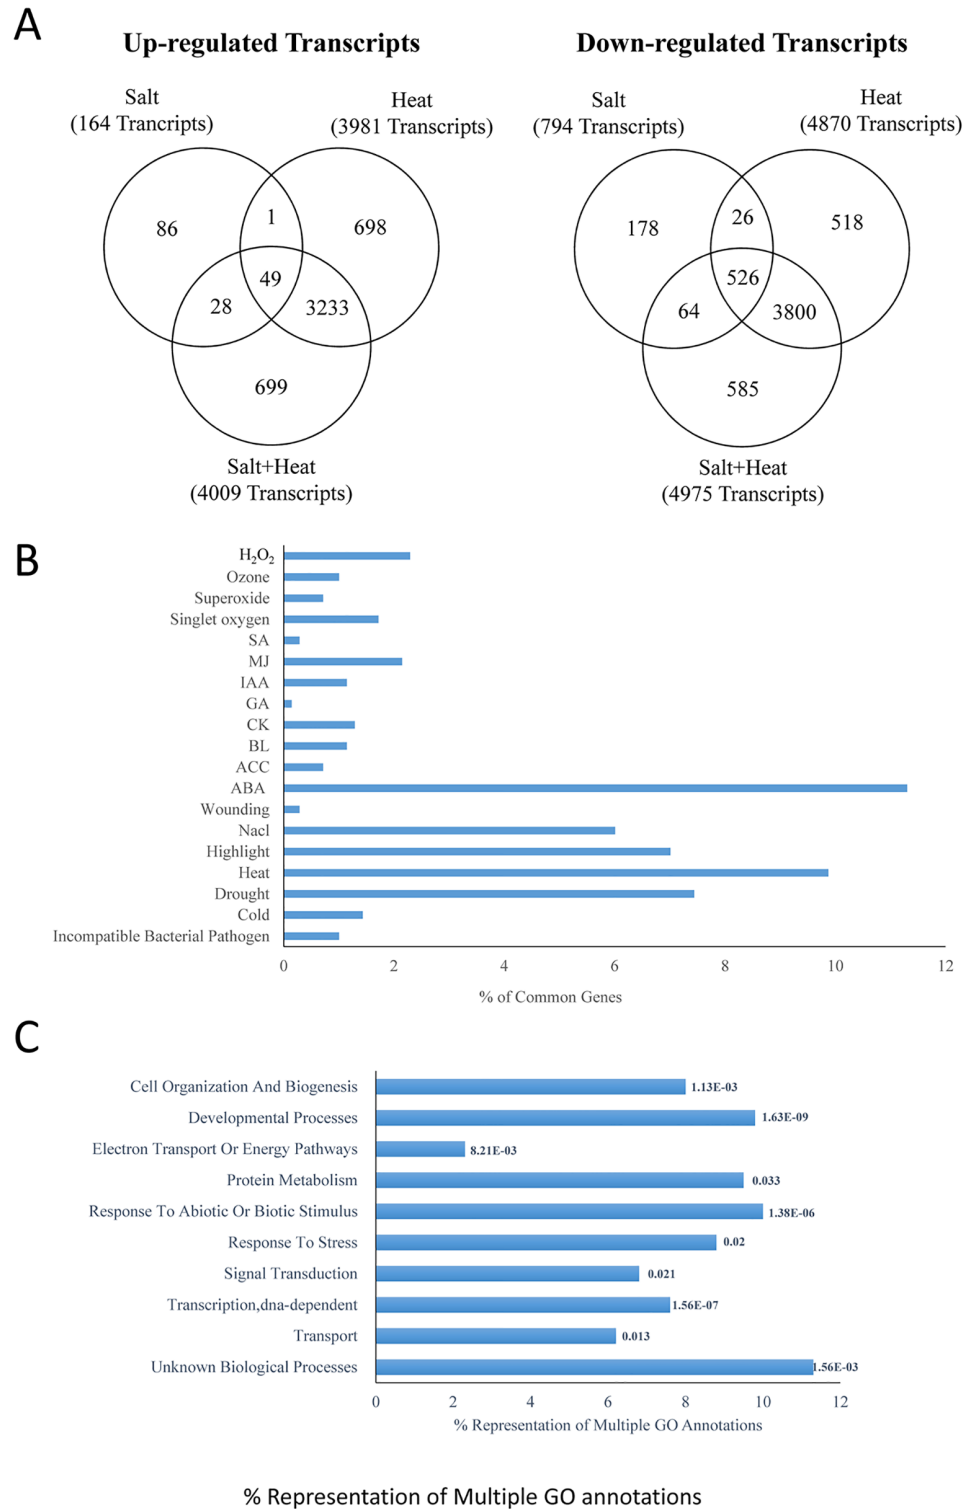 A
Up-regulated Transcripts
Down-regulated Transcripts
Salt
(164 Trancripts)
Heat
(3981 Transcripts)
Salt
(794 Transcripts)
Heat
(4870 Transcripts)
86
1
698
49
28
3233
699
178
26
518
526
64
3800
585
Salt+Heat
(4009 Transcripts)
Salt+Heat
(4975 Transcripts)
B
H₂O₂
Ozone
Superoxide
Singlet oxygen
SA
MJ
IAA
GA
CK
BL
ACC
ABA
Wounding
Nacl
Highlight
Heat
Drought
Cold
Incompatible Bacterial Pathogen
0 2 4 6 8 10 12
% of Common Genes
C
Cell Organization And Biogenesis 1.13E-03
Developmental Processes 1.63E-09
Electron Transport Or Energy Pathways 8.21E-03
Protein Metabolism 0.033
Response To Abiotic Or Biotic Stimulus 1.38E-06
Response To Stress 0.02
Signal Transduction 0.021
Transcription,dna-dependent 1.56E-07
Transport 0.013
Unknown Biological Processes 1.56E-03
0 2 4 6 8 10 12
% Representation of Multiple GO Annotations
% Representation of Multiple GO annotations